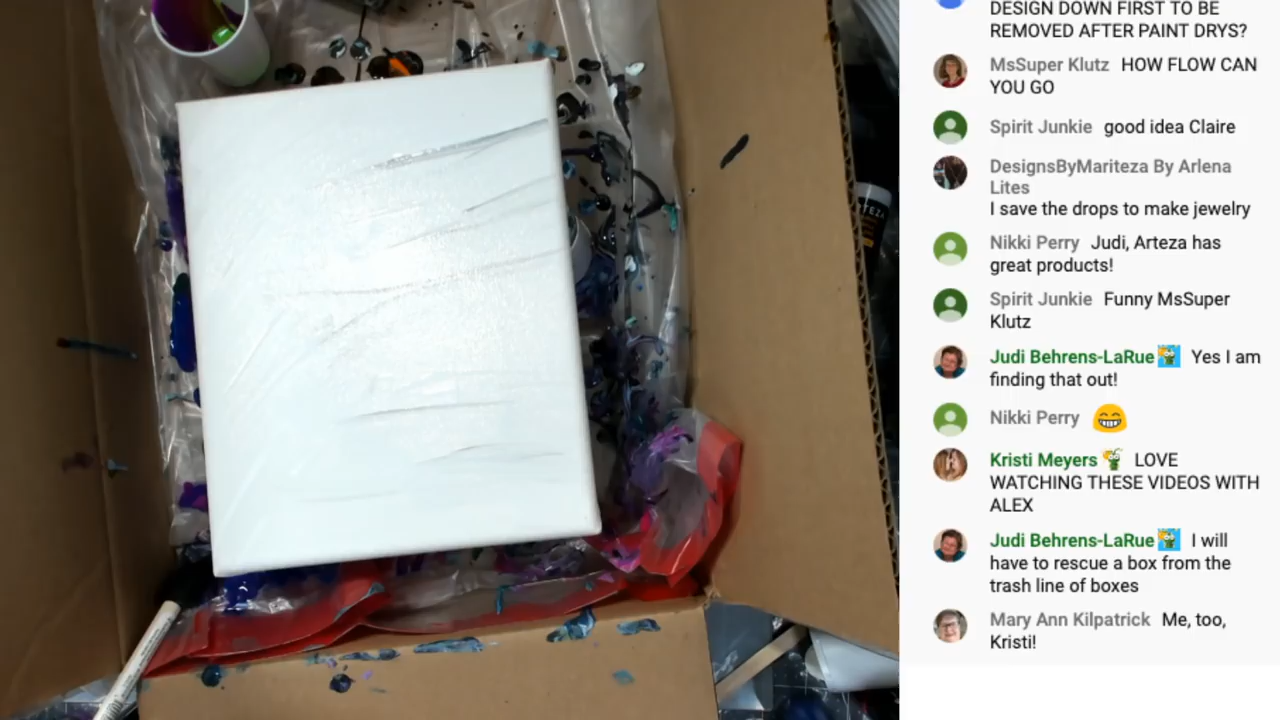 DESIGN DOWN FIRST TO BE
REMOVED AFTER PAINT DRYS?
MsSuper Klutz HOW FLOW CAN
YOU GO
Spirit Junkie good idea Claire
DesignsByMariteza By Arlena
Lites
I save the drops to make jewelry
Nikki Perry Judi, Arteza has
great products!
Spirit Junkie Funny MsSuper
Klutz
Judi Behrens-LaRue Yes I am
finding that out!
Nikki Perry 😁
Kristi Meyers LOVE
WATCHING THESE VIDEOS WITH
ALEX
Judi Behrens-LaRue I will
have to rescue a box from the
trash line of boxes
Mary Ann Kilpatrick Me, too,
Kristi!